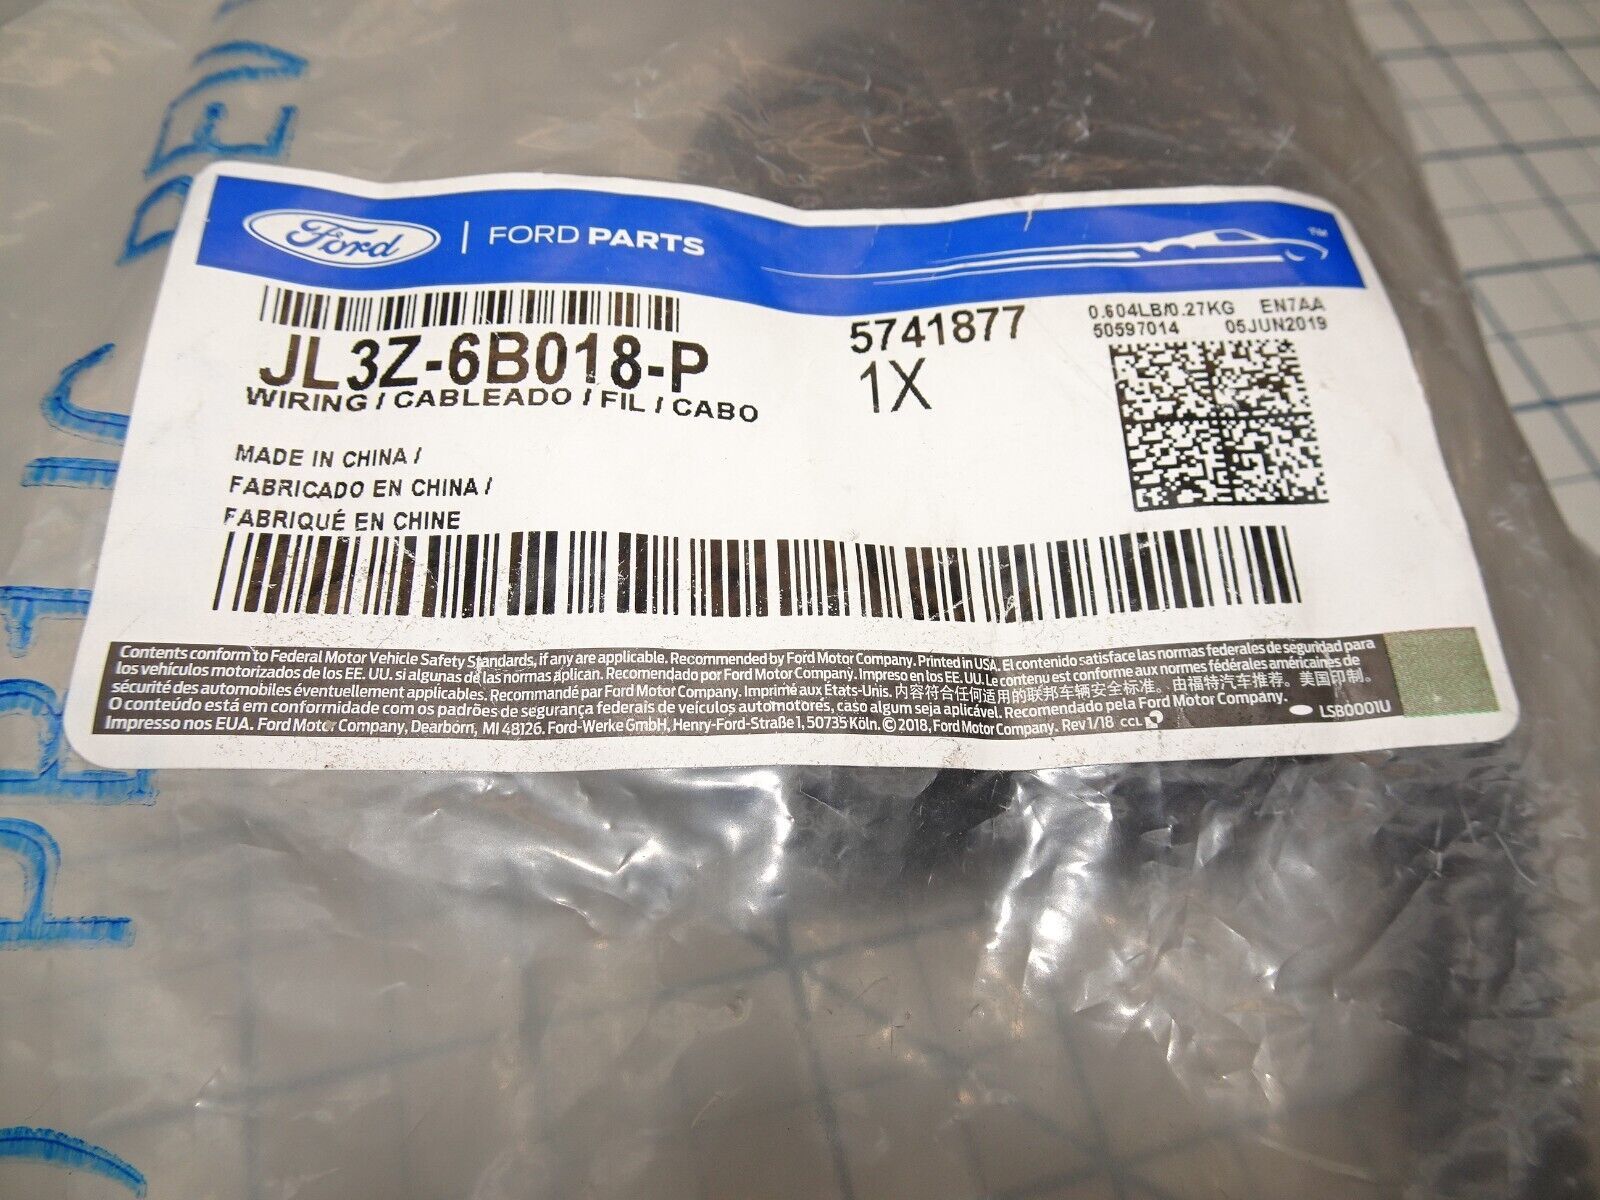 Ford | FORD PARTS
TM
JL3Z-6B018-P
WIRING / CABLEADO / FIL / CABO
5741877
1X
0.604LB/0.27KG EN7AA
50597014 05JUN2019
MADE IN CHINA /
FABRICADO EN CHINA /
FABRIQUÉ EN CHINE
Contents conform to Federal Motor Vehicle Safety Standards, if any are applicable. Recommended by Ford Motor Company. Printed in USA. El contenido satisface las normas federales de seguridad para
los vehículos motorizados de los EE. UU. si algunas de las normas aplican. Recomendado por Ford Motor Company. Impreso en los EE. UU. Le contenu est conforme aux normes fédérales américaines de
sécurité des automobiles éventuellement applicables. Recommandé par Ford Motor Company. Imprimé aux États-Unis. 内容符合任何适用的联邦车辆安全标准。由福特汽车推荐。美国印制。
O conteúdo está em conformidade com os padrões de segurança federais de veículos automotores, caso algum seja aplicável. Recomendado pela Ford Motor Company.
Impresso nos EUA. Ford Motor Company, Dearborn, MI 48126. Ford-Werke GmbH, Henry-Ford-Straße 1, 50735 Köln. © 2018, Ford Motor Company. Rev 1/18 CCL
LSB0001U